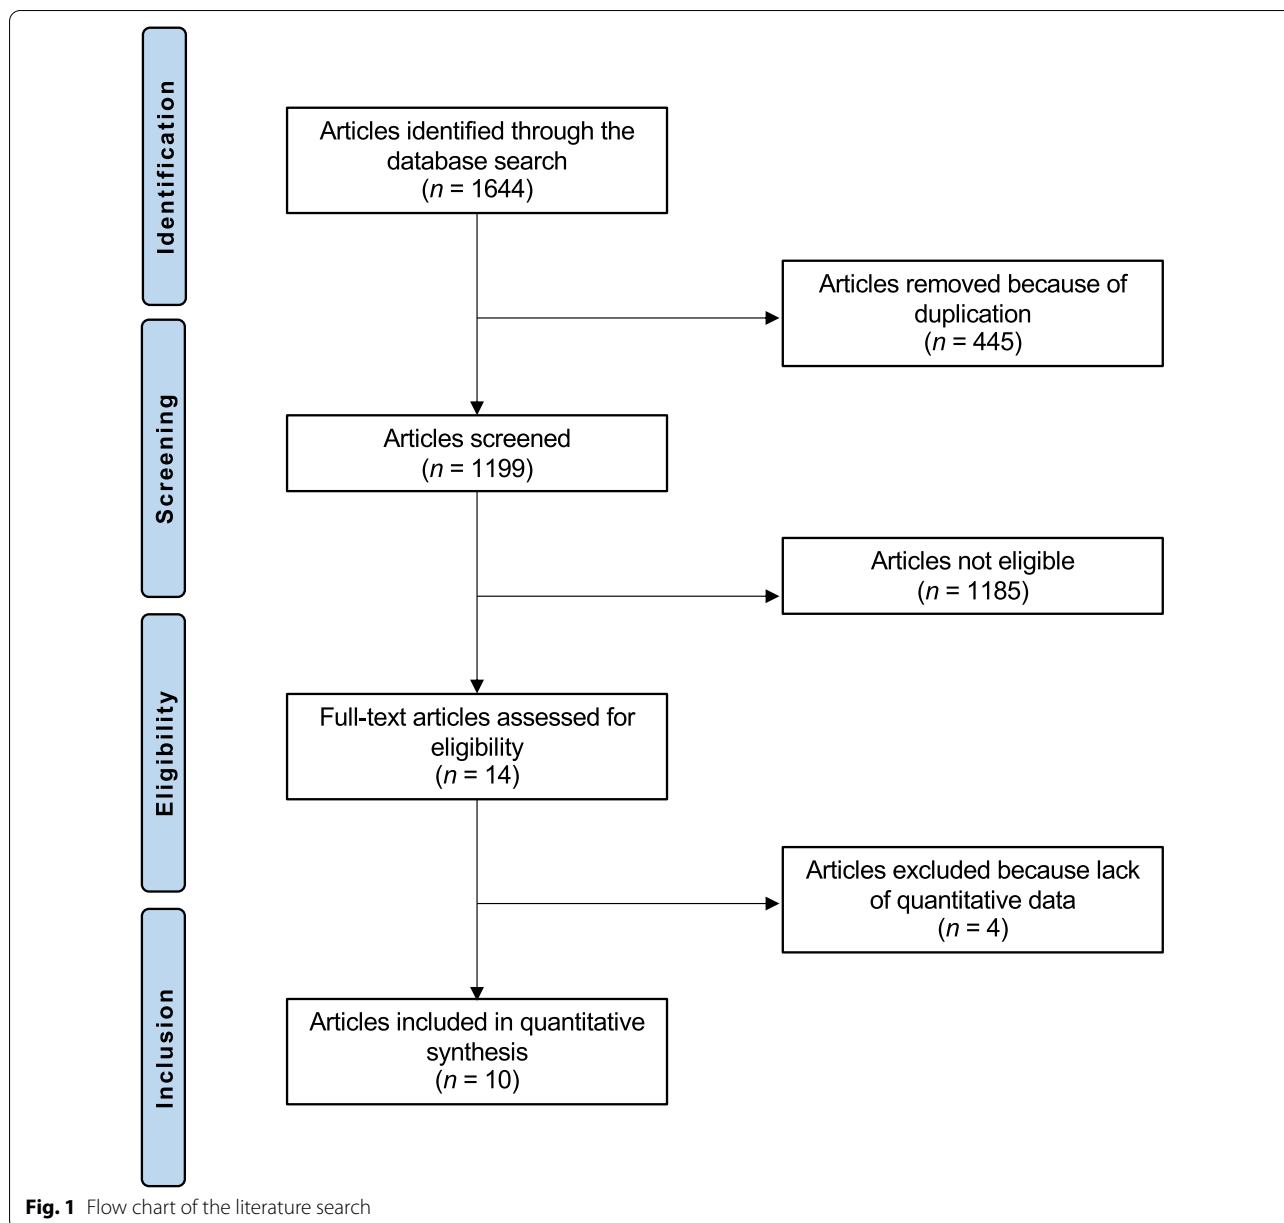 Identification
Articles identified through the
database search
(n = 1644)
Articles removed because of
duplication
(n = 445)
Screening
Articles screened
(n = 1199)
Articles not eligible
(n = 1185)
Eligibility
Full-text articles assessed for
eligibility
(n = 14)
Articles excluded because lack
of quantitative data
(n = 4)
Inclusion
Articles included in quantitative
synthesis
(n = 10)
Fig. 1 Flow chart of the literature search